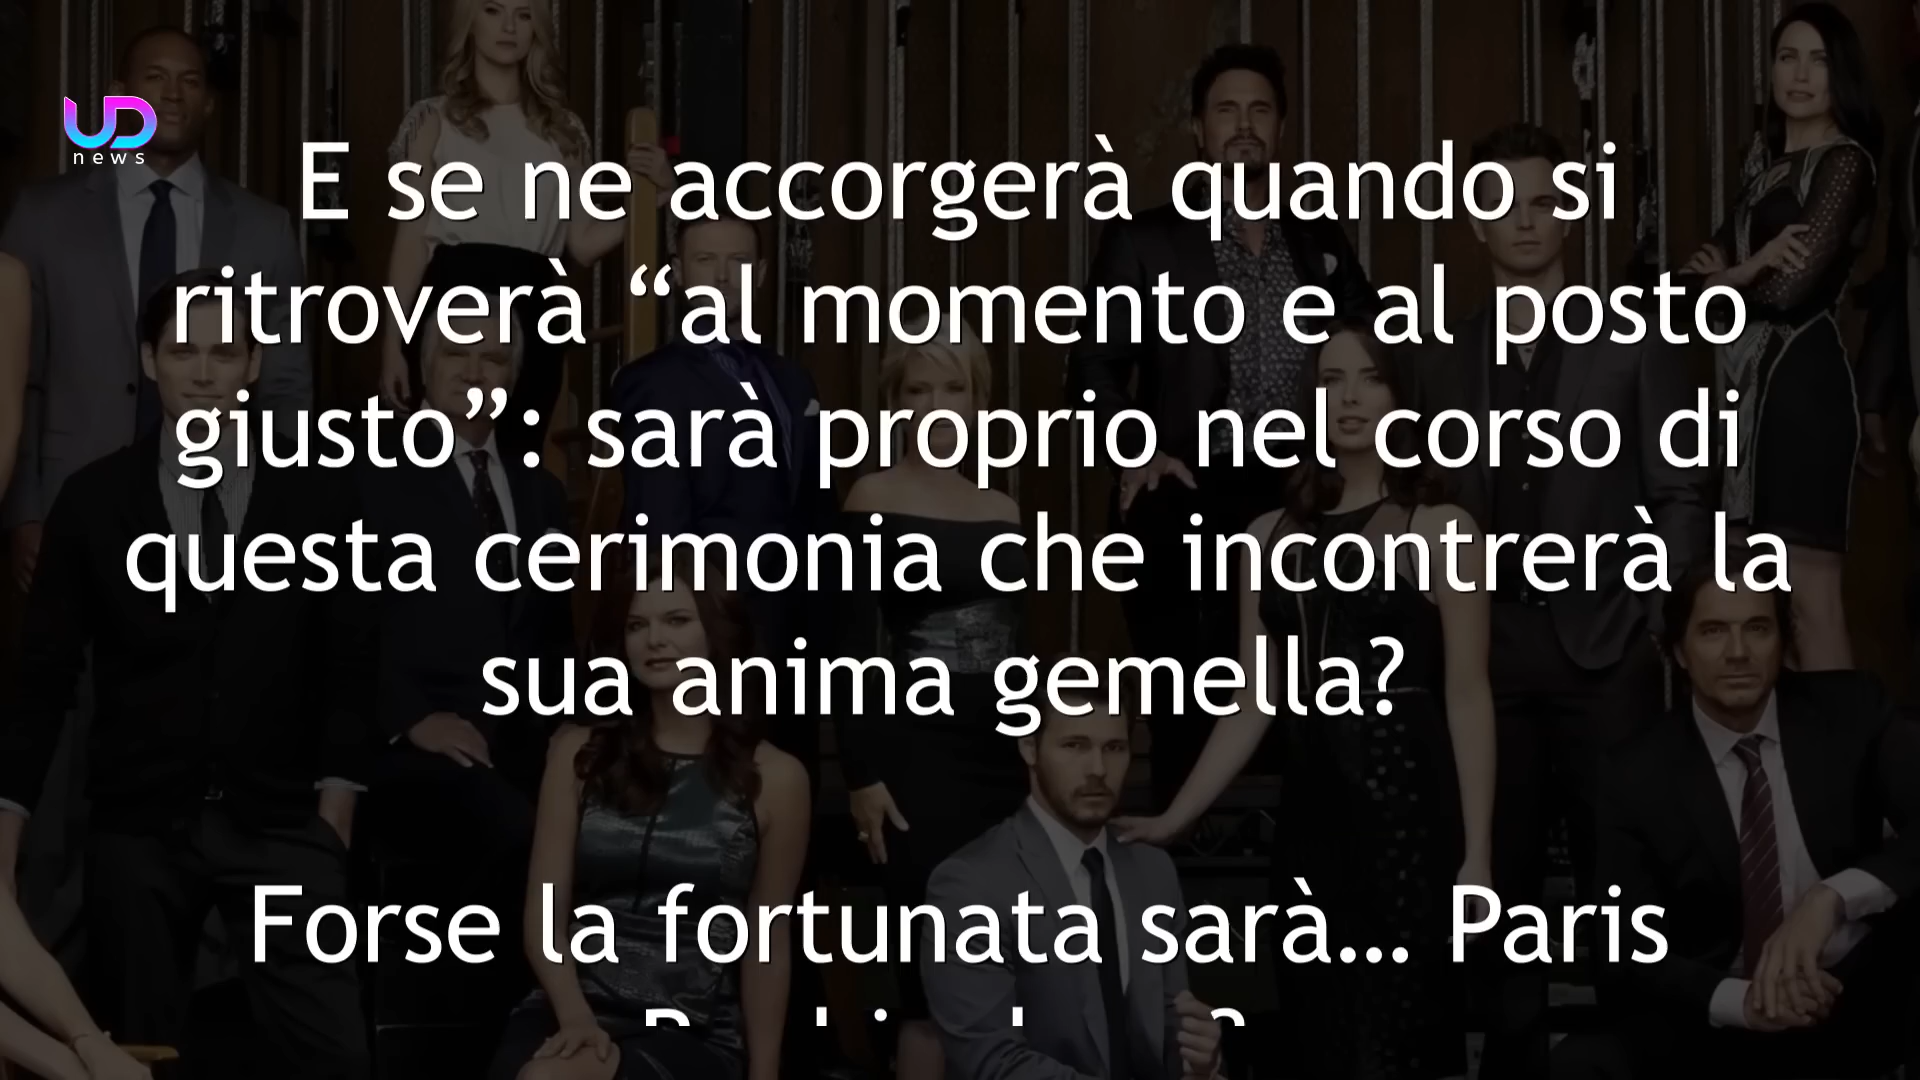 UD
news
E se ne accorgerà quando si
ritroverà “al momento e al posto
giusto”: sarà proprio nel corso di
questa cerimonia che incontrerà la
sua anima gemella?
Forse la fortunata sarà... Paris